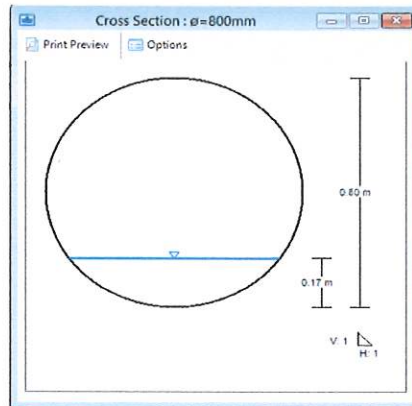 Cross Section : ø=800mm
Print Preview
Options
0.80 m
0.17 m
V: 1
H: 1